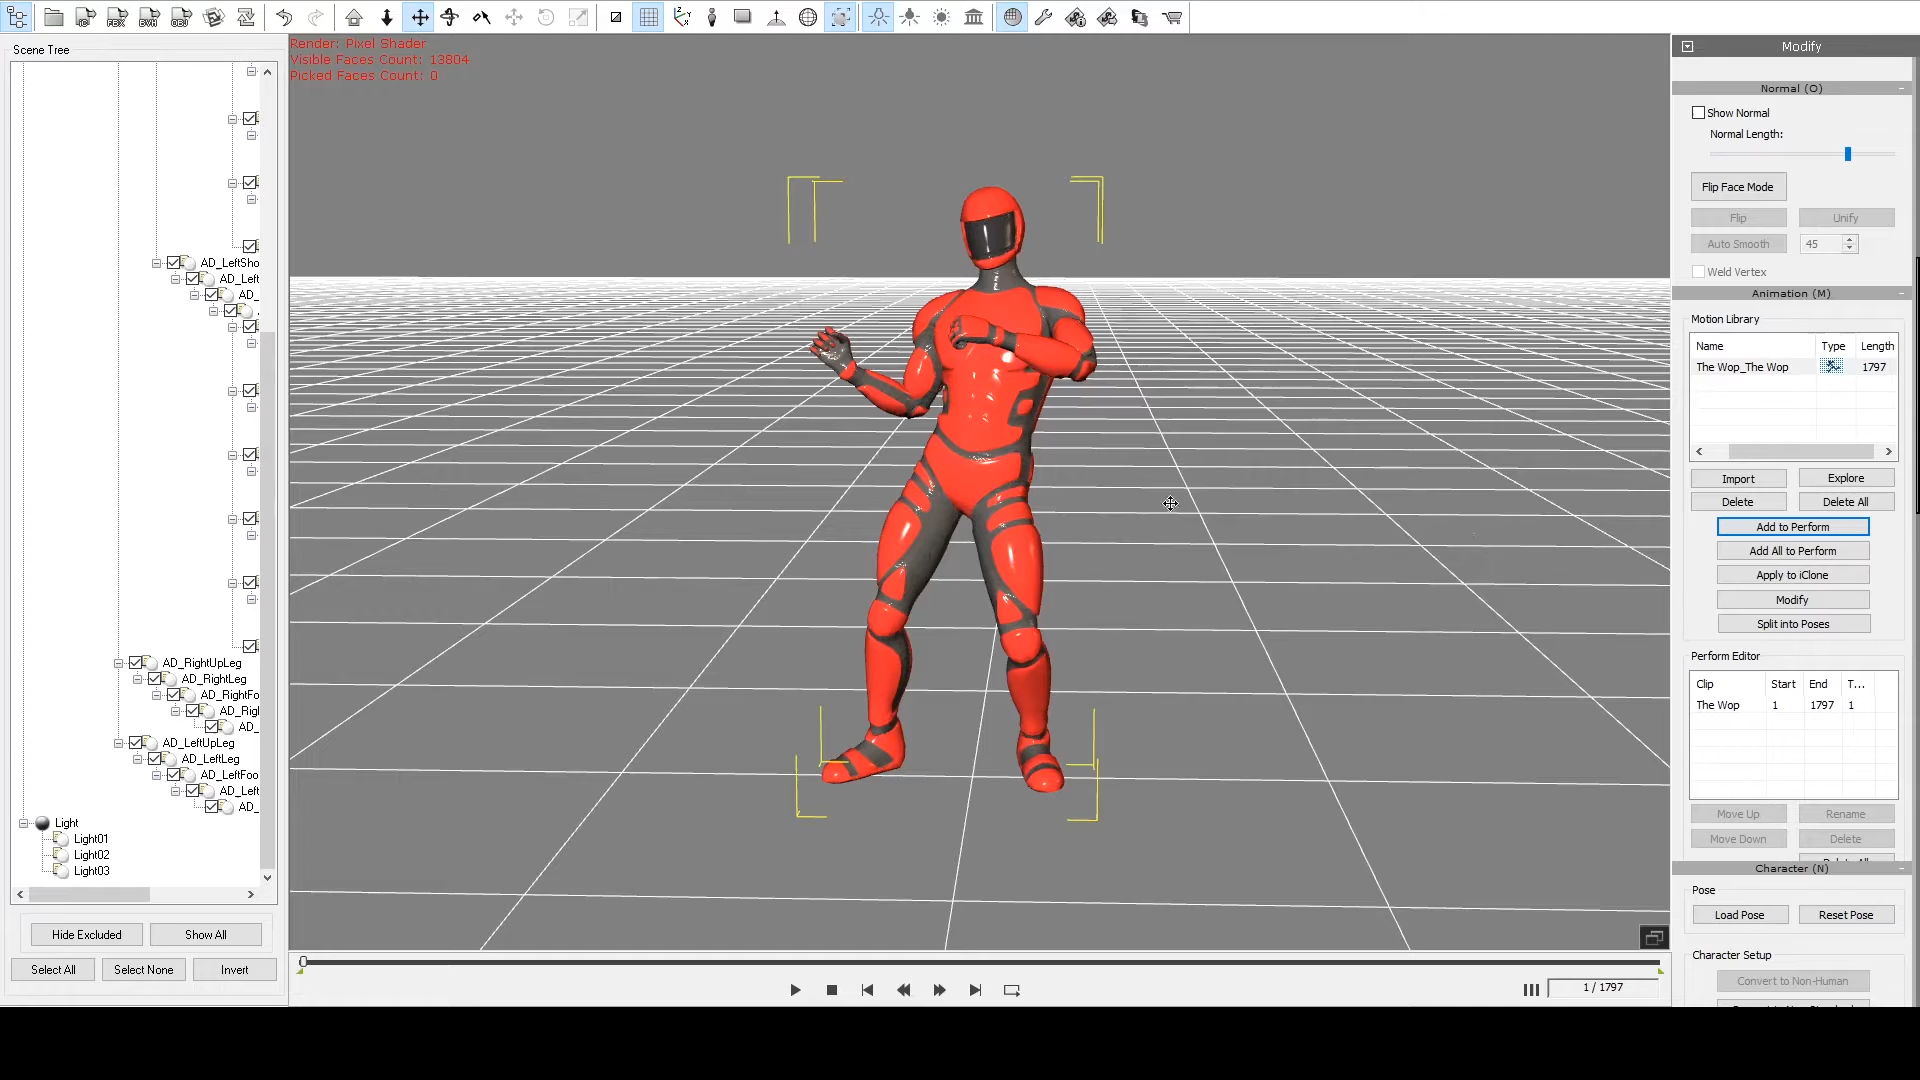 iC
FBX
BVH
OBJ
Scene Tree
AD_LeftSho
AD_Left
AD_
AD_RightUpLeg
AD_RightLeg
AD_RightFo
AD_Rig
AD_
AD_LeftUpLeg
AD_LeftLeg
AD_LeftFoo
AD_Left
AD_
Light
Light01
Light02
Light03
Hide Excluded
Show All
Select All
Select None
Invert
Render: Pixel Shader
Visible Faces Count: 13804
Picked Faces Count: 0
1 / 1797
Modify
Normal (O)
Show Normal
Normal Length:
Flip Face Mode
Flip
Unify
Auto Smooth
45
Weld Vertex
Animation (M)
Motion Library
Name Type Length
The Wop_The Wop 1797
Import
Explore
Delete
Delete All
Add to Perform
Add All to Perform
Apply to iClone
Modify
Split into Poses
Perform Editor
Clip Start End T...
The Wop 1 1797 1
Move Up
Rename
Move Down
Delete
Character (N)
Pose
Load Pose
Reset Pose
Character Setup
Convert to Non-Human